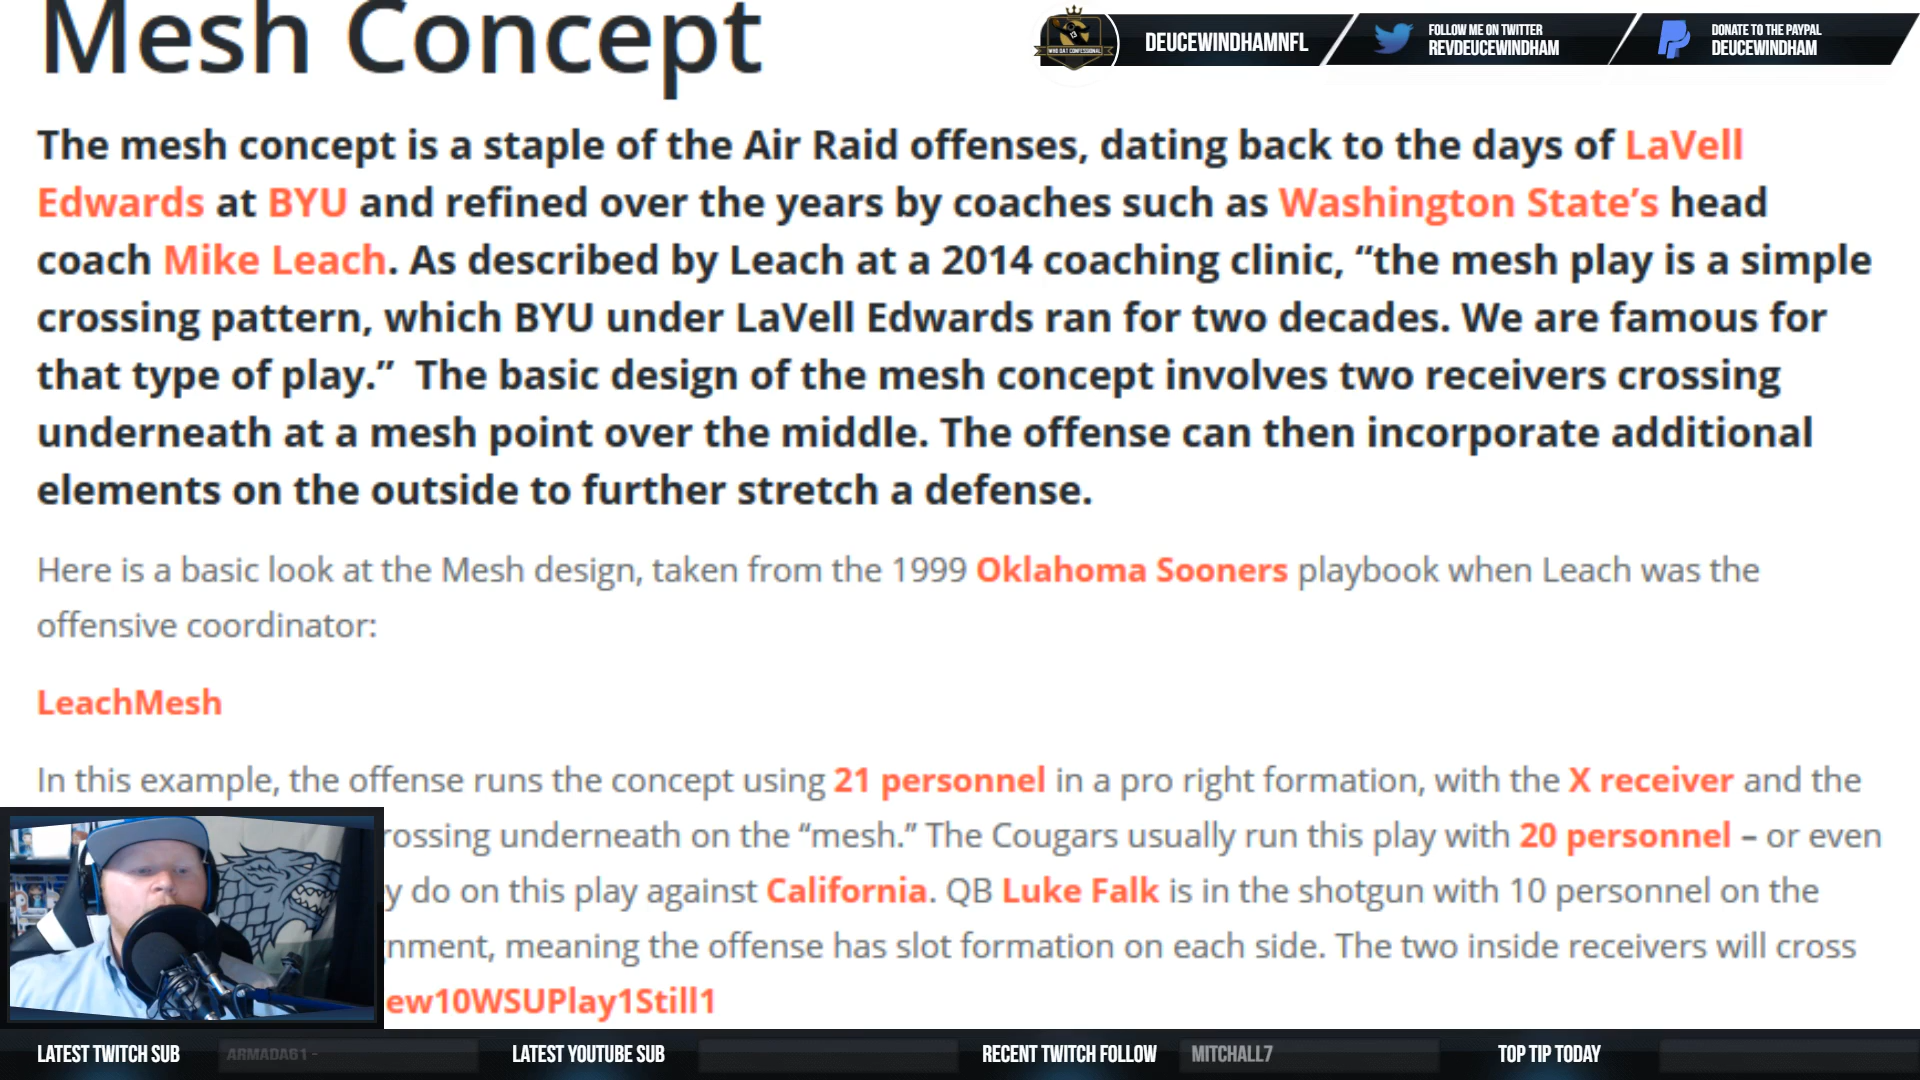 Mesh Concept
DEUCEWINDHAMNFL
FOLLOW ME ON TWITTER
REVDEUCEWINDHAM
DONATE TO THE PAYPAL
DEUCEWINDHAM
WHO DAT CONFESSIONAL
The mesh concept is a staple of the Air Raid offenses, dating back to the days of LaVell
Edwards at BYU and refined over the years by coaches such as Washington State’s head
coach Mike Leach. As described by Leach at a 2014 coaching clinic, “the mesh play is a simple
crossing pattern, which BYU under LaVell Edwards ran for two decades. We are famous for
that type of play.” The basic design of the mesh concept involves two receivers crossing
underneath at a mesh point over the middle. The offense can then incorporate additional
elements on the outside to further stretch a defense.
Here is a basic look at the Mesh design, taken from the 1999 Oklahoma Sooners playbook when Leach was the
offensive coordinator:
LeachMesh
In this example, the offense runs the concept using 21 personnel in a pro right formation, with the X receiver and the
rossing underneath on the “mesh.” The Cougars usually run this play with 20 personnel – or even
y do on this play against California. QB Luke Falk is in the shotgun with 10 personnel on the
nment, meaning the offense has slot formation on each side. The two inside receivers will cross
ew10WSUPlay1Still1
LATEST TWITCH SUB
ARMADA61 -
LATEST YOUTUBE SUB
RECENT TWITCH FOLLOW
MITCHALL7
TOP TIP TODAY